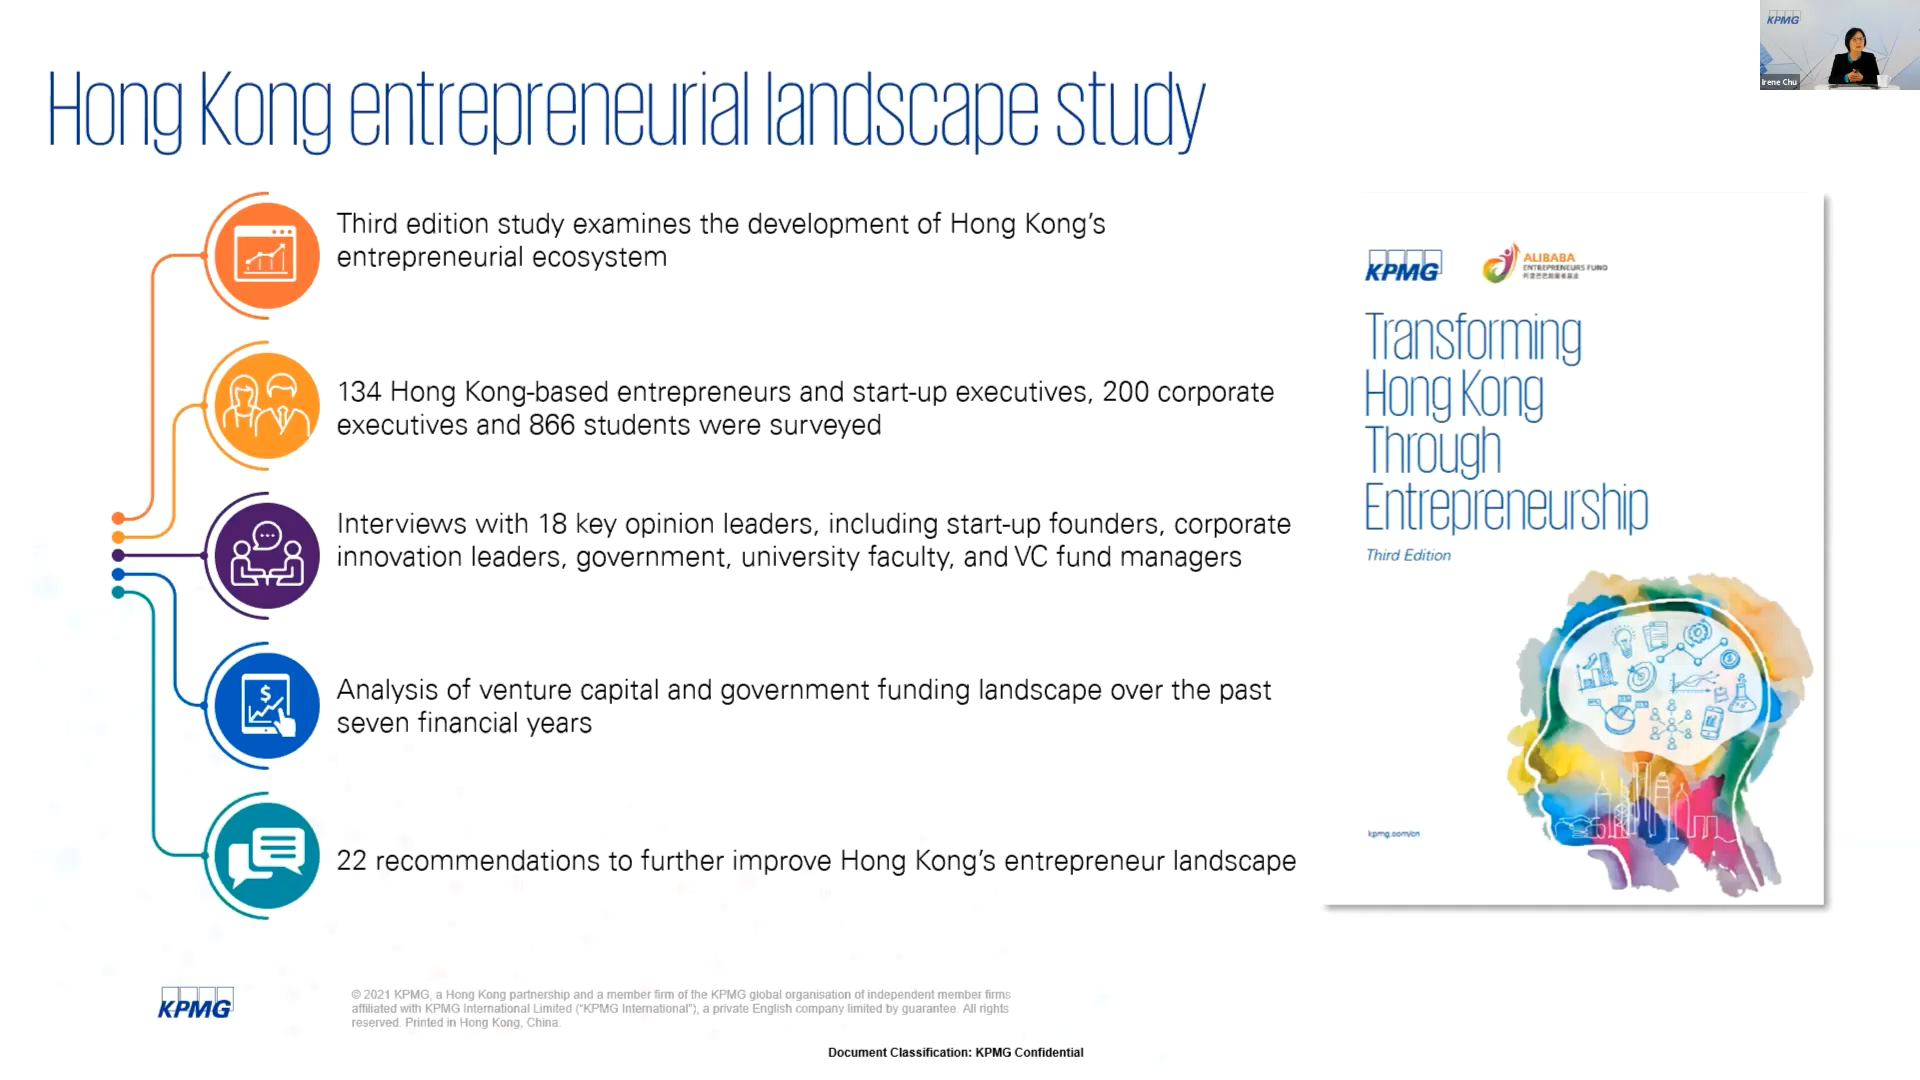 KPMG
Irene Chu
Hong Kong entrepreneurial landscape study
Third edition study examines the development of Hong Kong's
entrepreneurial ecosystem
134 Hong Kong-based entrepreneurs and start-up executives, 200 corporate
executives and 866 students were surveyed
Interviews with 18 key opinion leaders, including start-up founders, corporate
innovation leaders, government, university faculty, and VC fund managers
Analysis of venture capital and government funding landscape over the past
seven financial years
22 recommendations to further improve Hong Kong's entrepreneur landscape
KPMG
ALIBABA
ENTREPRENEURS FUND
Transforming
Hong Kong
Through
Entrepreneurship
Third Edition
kpmg.com/cn
KPMG
© 2021 KPMG, a Hong Kong partnership and a member firm of the KPMG global organisation of independent member firms
affiliated with KPMG International Limited ("KPMG International"), a private English company limited by guarantee. All rights
reserved. Printed in Hong Kong, China.
Document Classification: KPMG Confidential